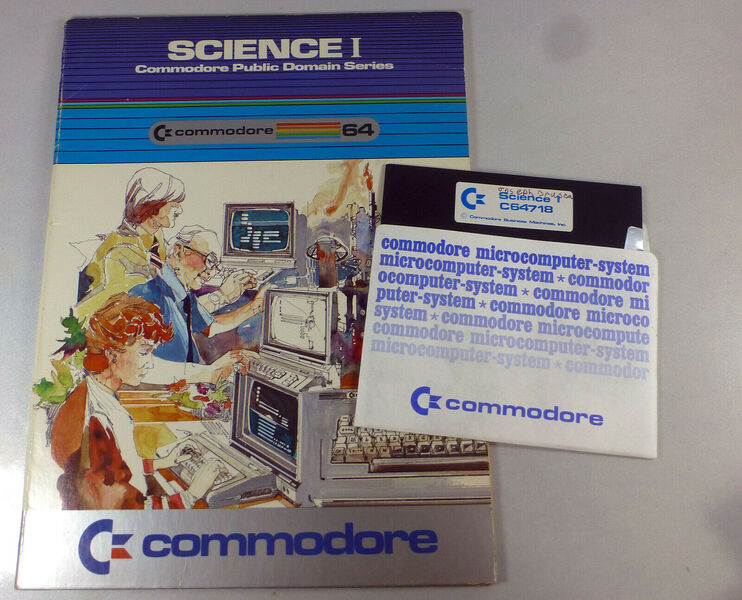 SCIENCE I
Commodore Public Domain Series
commodore 64
commodore
Science 1
C64718
© Commodore Business Machines, Inc.
commodore microcomputer-system
microcomputer-system * commodor
ocomputer-system * commodore mi
puter-system * commodore microco
system * commodore microcompute
commodore microcomputer-system
microcomputer-system * commodor
commodore